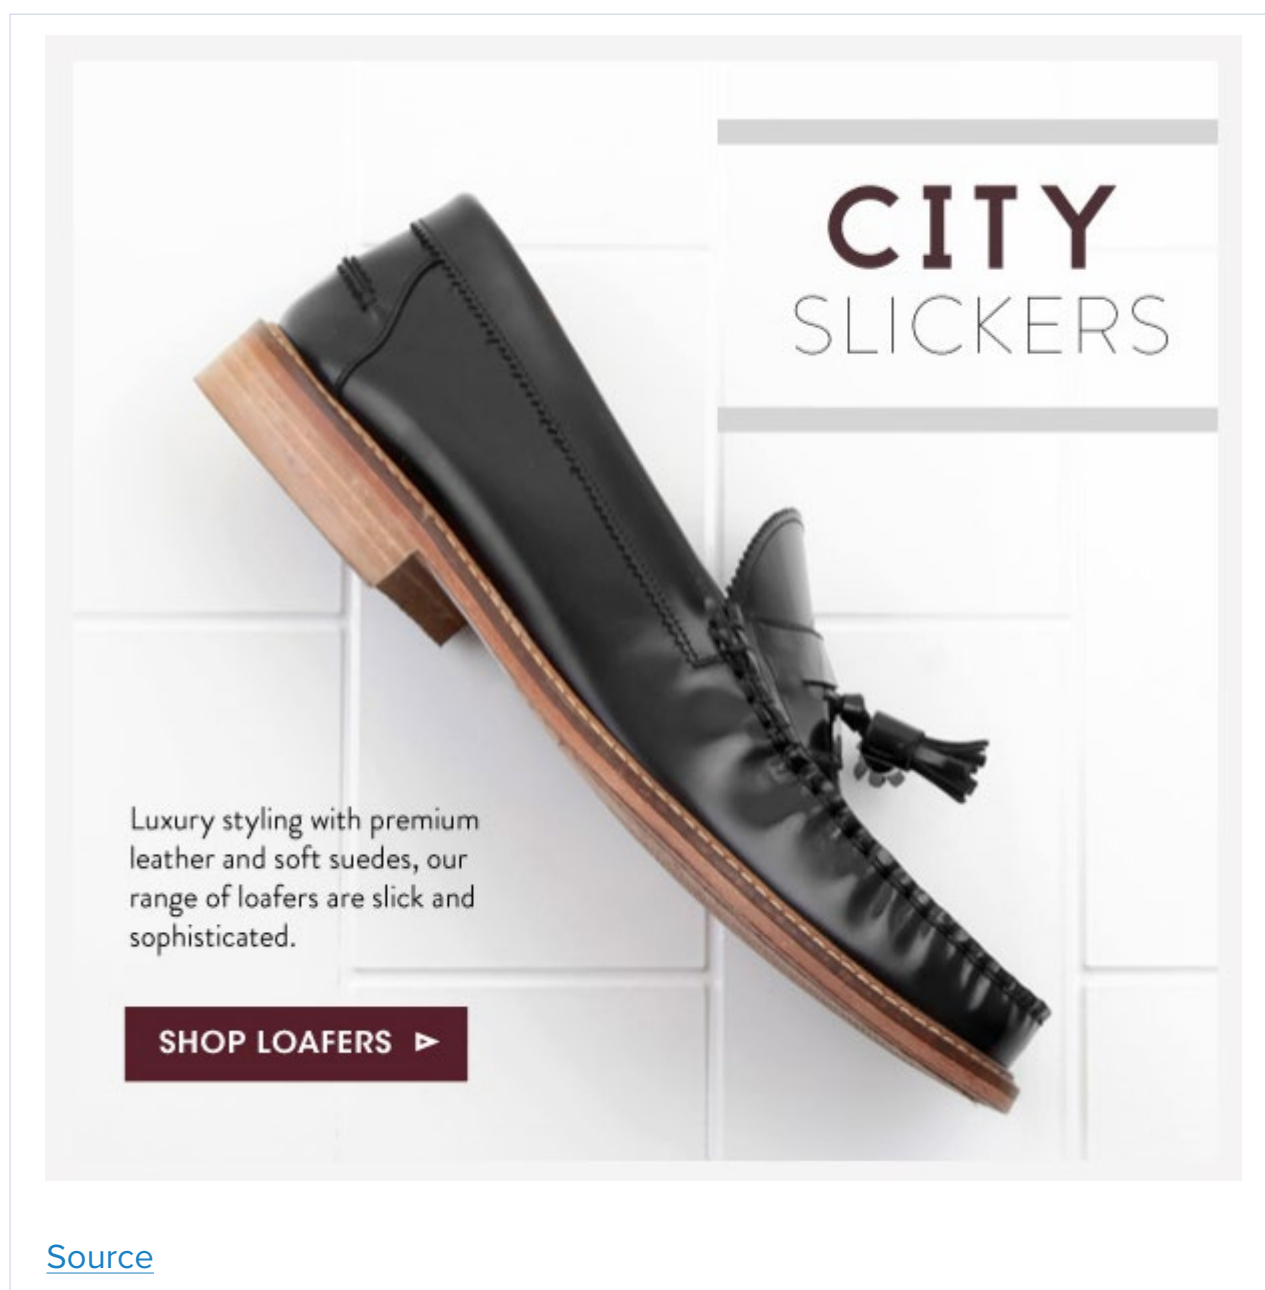 CITY
SLICKERS
Luxury styling with premium
leather and soft suedes, our
range of loafers are slick and
sophisticated.
SHOP LOAFERS
Source